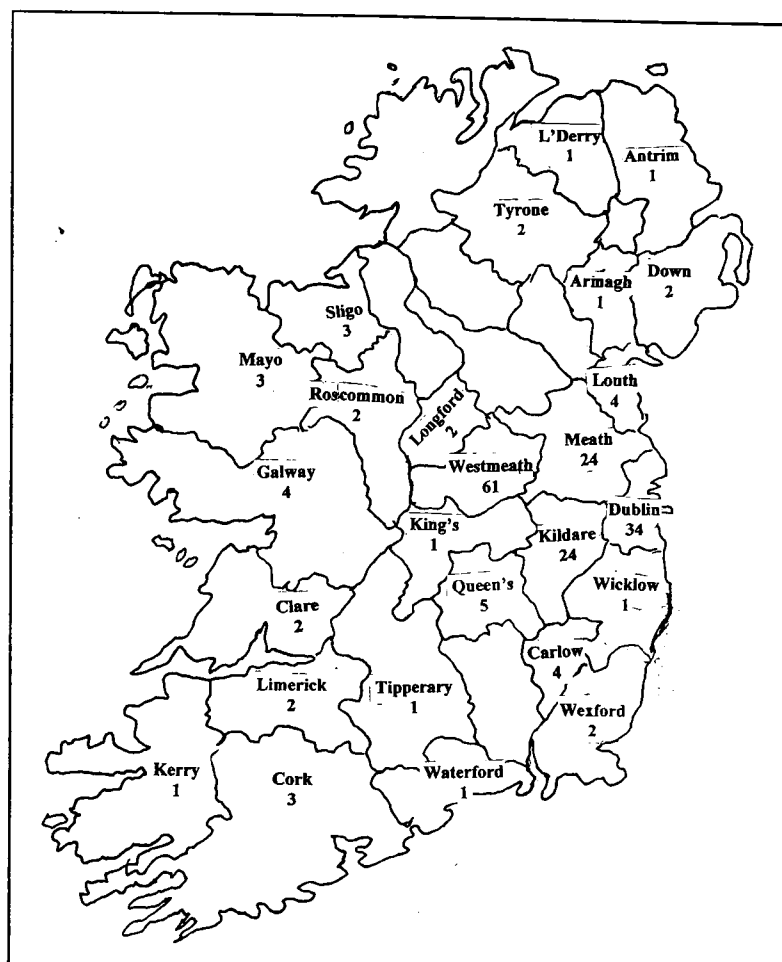 L'Derry
1
Antrim
1
Tyrone
2
Armagh
1
Down
2
Sligo
3
Mayo
3
Roscommon
2
Longford
2
Louth
4
Meath
24
Westmeath
61
Galway
4
King's
1
Kildare
24
Dublin
34
Queen's
5
Wicklow
1
Clare
2
Carlow
4
Limerick
2
Tipperary
1
Wexford
2
Kerry
1
Cork
3
Waterford
1